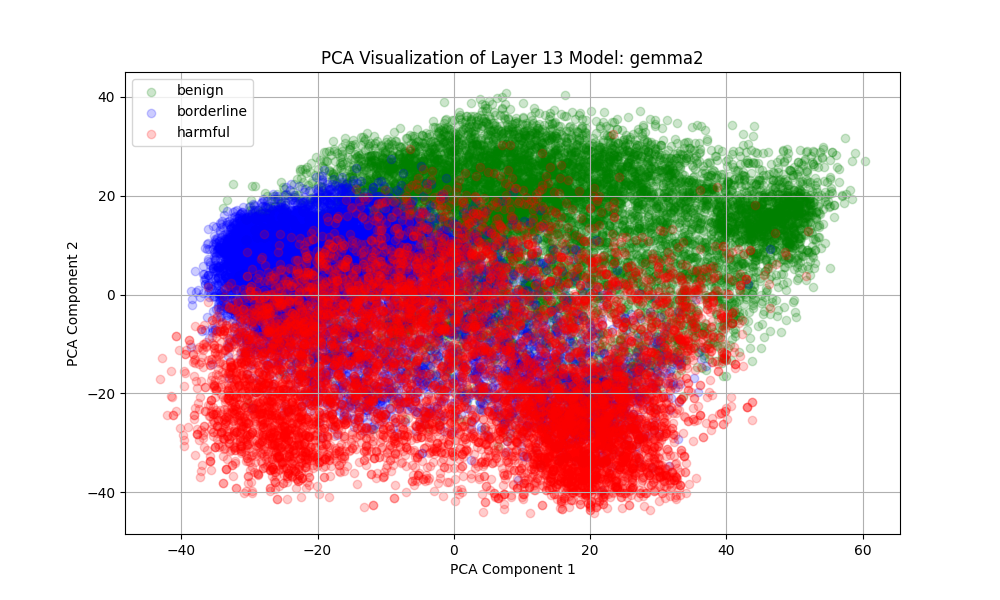 PCA Visualization of Layer 13 Model: gemma2
benign
borderline
harmful
40
20
0
−20
−40
PCA Component 2
−40 −20 0 20 40 60
PCA Component 1